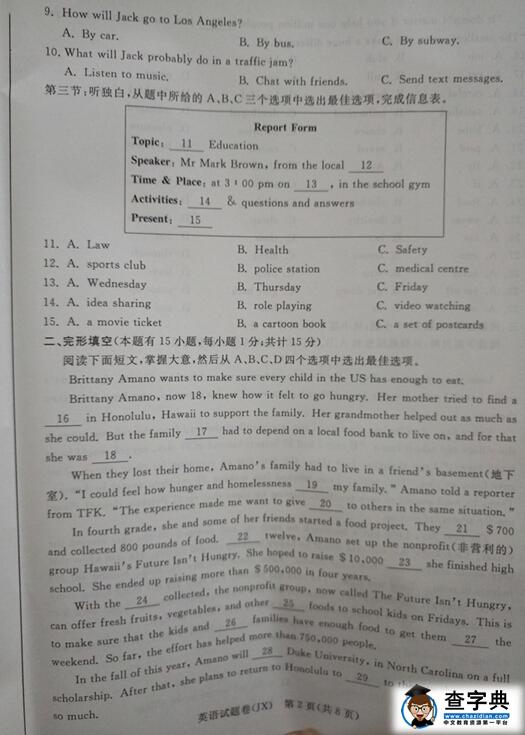 9. How will Jack go to Los Angeles?
A. By car. B. By bus. C. By subway.
10. What will Jack probably do in a traffic jam?
A. Listen to music. B. Chat with friends. C. Send text messages.
第三节:听独白,从题中所给的A、B、C三个选项中选出最佳选项,完成信息表。
Report Form
Topic: 11 Education
Speaker: Mr Mark Brown, from the local 12
Time & Place: at 3:00 pm on 13 , in the school gym
Activities: 14 & questions and answers
Present: 15
11. A. Law B. Health C. Safety
12. A. sports club B. police station C. medical centre
13. A. Wednesday B. Thursday C. Friday
14. A. idea sharing B. role playing C. video watching
15. A. a movie ticket B. a cartoon book C. a set of postcards
二、完形填空(本题有15小题,每小题1分;共计15分)
阅读下面短文,掌握大意,然后从A、B、C、D四个选项中选出最佳选项。
Brittany Amano wants to make sure every child in the US has enough to eat.
Brittany Amano, now 18, knew how it felt to go hungry. Her mother tried to find a
16 in Honolulu, Hawaii to support the family. Her grandmother helped out as much as
she could. But the family 17 had to depend on a local food bank to live on, and for that
she was 18 .
When they lost their home, Amano's family had to live in a friend's basement(地下
室). "I could feel how hunger and homelessness 19 my family." Amano told a reporter
from TFK. "The experience made me want to give 20 to others in the same situation."
In fourth grade, she and some of her friends started a food project. They 21 $700
and collected 800 pounds of food. 22 twelve, Amano set up the nonprofit(非营利的)
group Hawaii's Future Isn't Hungry. She hoped to raise $10,000 23 she finished high
school. She ended up raising more than $500,000 in four years.
With the 24 collected, the nonprofit group, now called The Future Isn't Hungry,
can offer fresh fruits, vegetables, and other 25 foods to school kids on Fridays. This is
to make sure that the kids and 26 families have enough food to get them 27 the
weekend. So far, the effort has helped more than 750,000 people.
In the fall of this year, Amano will 28 Duke University, in North Carolina on a full
scholarship. After that, she plans to return to Honolulu to 29 to
so much.
英语试题卷(JX) 第2页(共8页)
查字典
www.chazidian.com